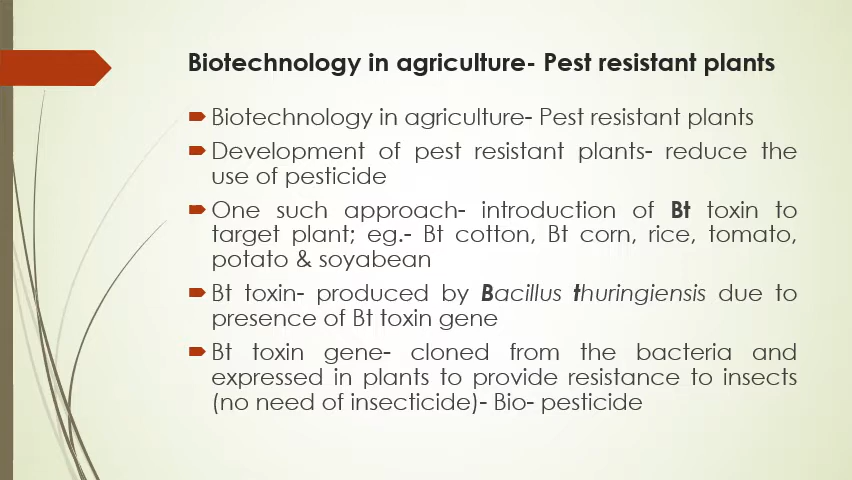 Biotechnology in agriculture- Pest resistant plants
Biotechnology in agriculture- Pest resistant plants
Development of pest resistant plants- reduce the
use of pesticide
One such approach- introduction of Bt toxin to
target plant; eg.- Bt cotton, Bt corn, rice, tomato,
potato & soyabean
Bt toxin- produced by Bacillus thuringiensis due to
presence of Bt toxin gene
Bt toxin gene- cloned from the bacteria and
expressed in plants to provide resistance to insects
(no need of insecticide)- Bio- pesticide